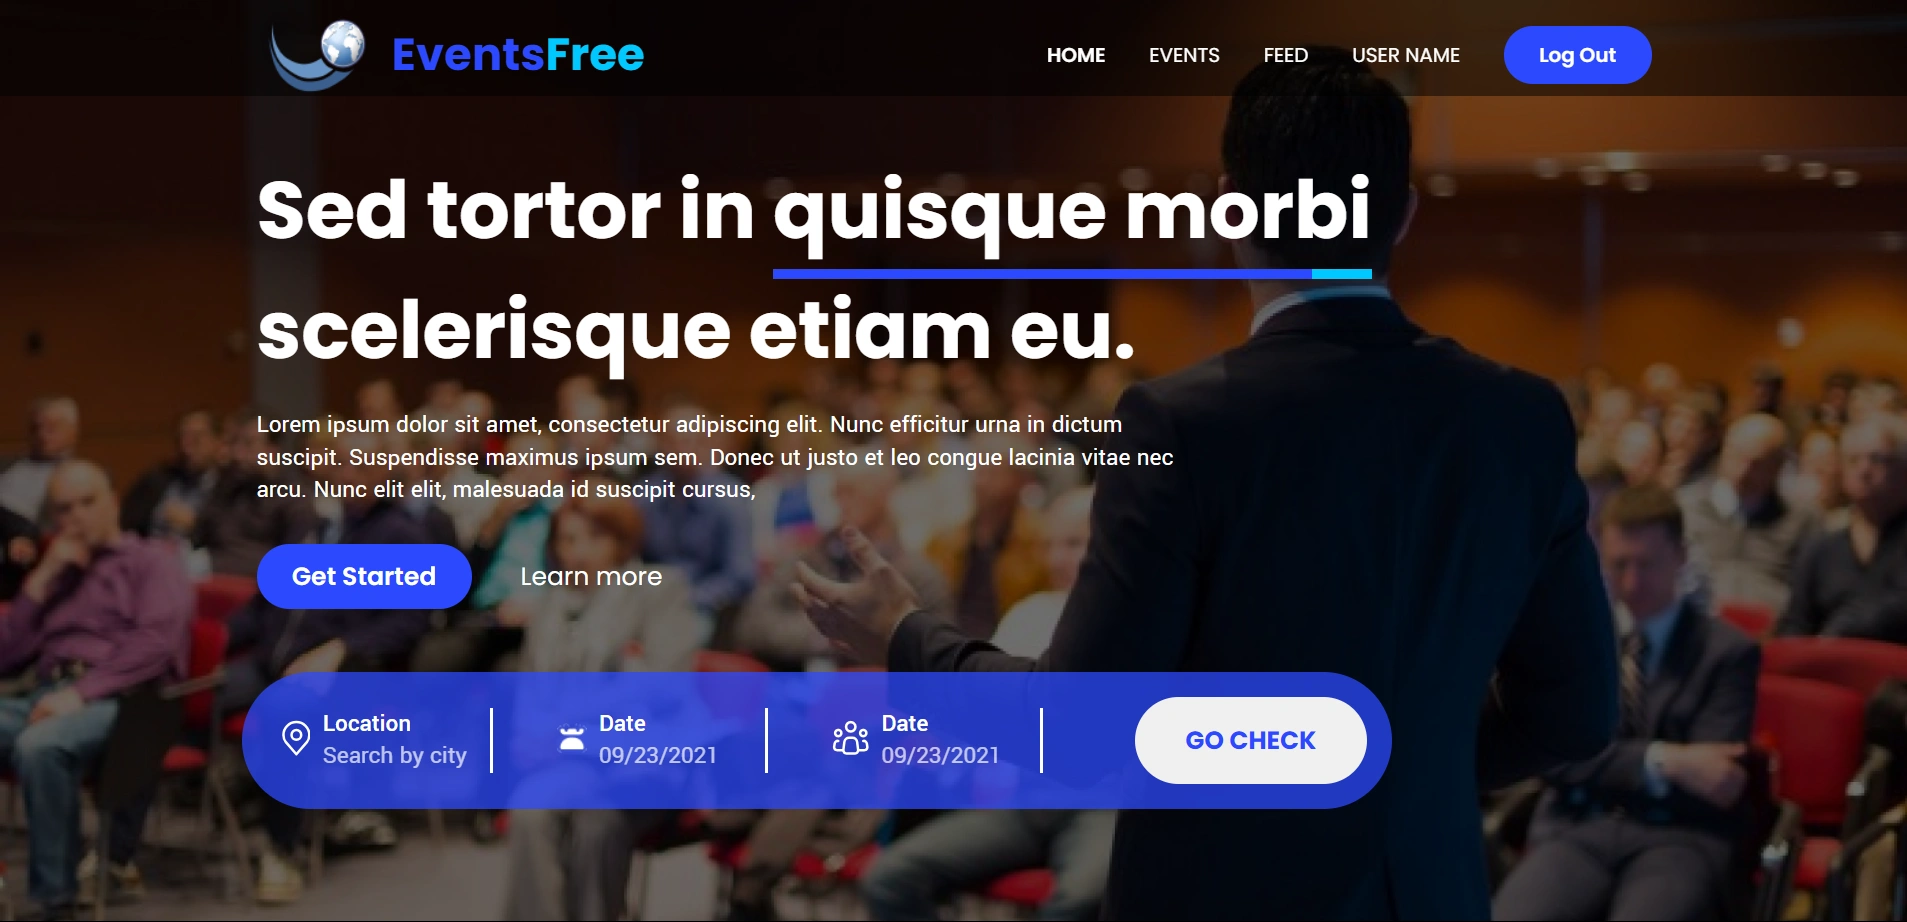 EventsFree
HOME EVENTS FEED USER NAME Log Out
Sed tortor in quisque morbi
scelerisque etiam eu.
Lorem ipsum dolor sit amet, consectetur adipiscing elit. Nunc efficitur urna in dictum
suscipit. Suspendisse maximus ipsum sem. Donec ut justo et leo congue lacinia vitae nec
arcu. Nunc elit elit, malesuada id suscipit cursus,
Get Started Learn more
Location Date Date
Search by city 09/23/2021 09/23/2021
GO CHECK